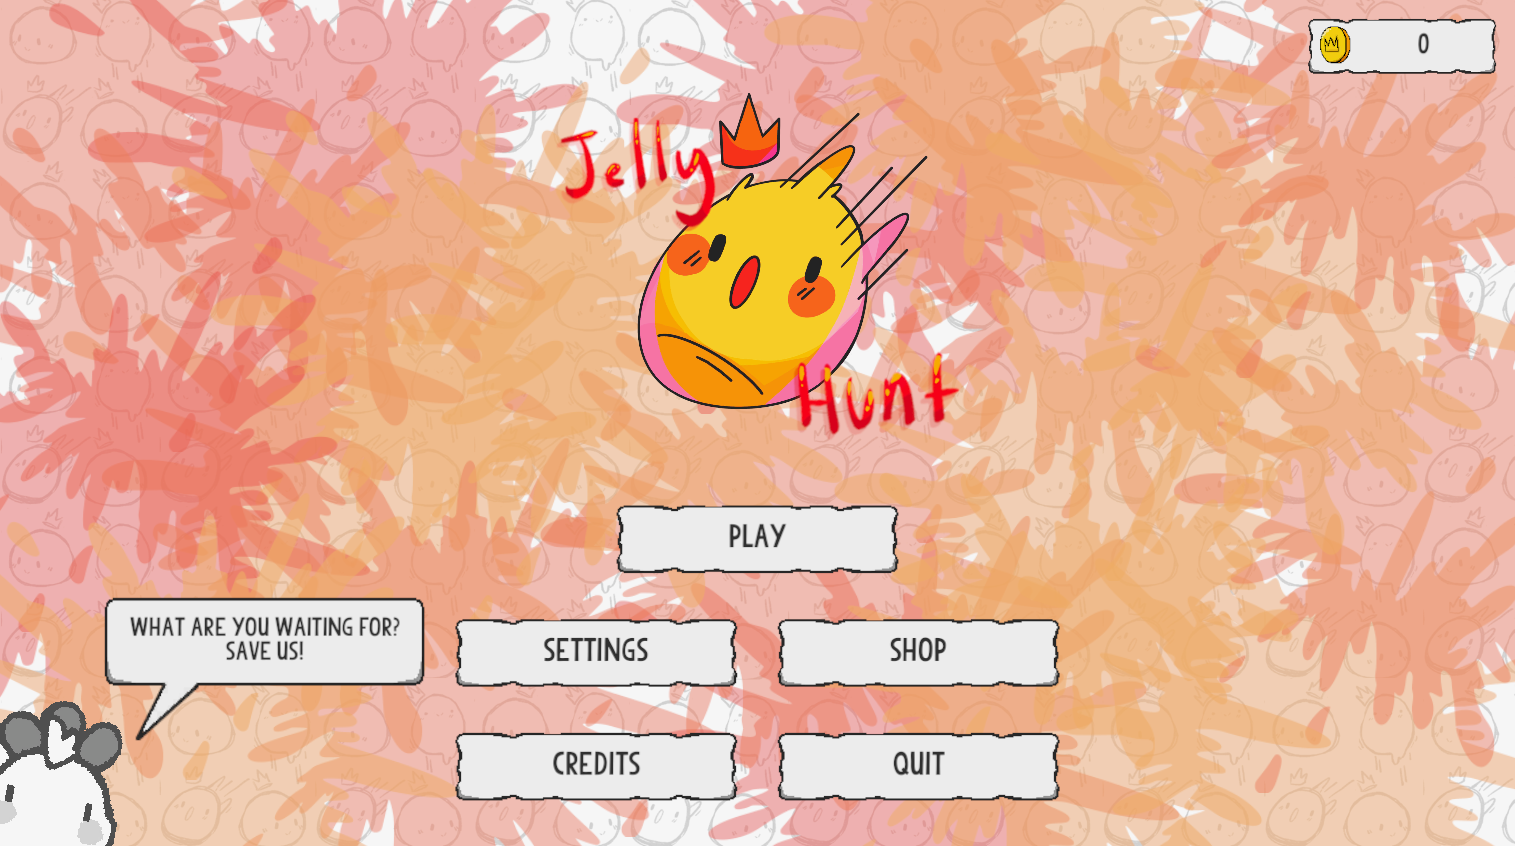 0
Jelly
Hunt
PLAY
WHAT ARE YOU WAITING FOR?
SAVE US!
SETTINGS
SHOP
CREDITS
QUIT